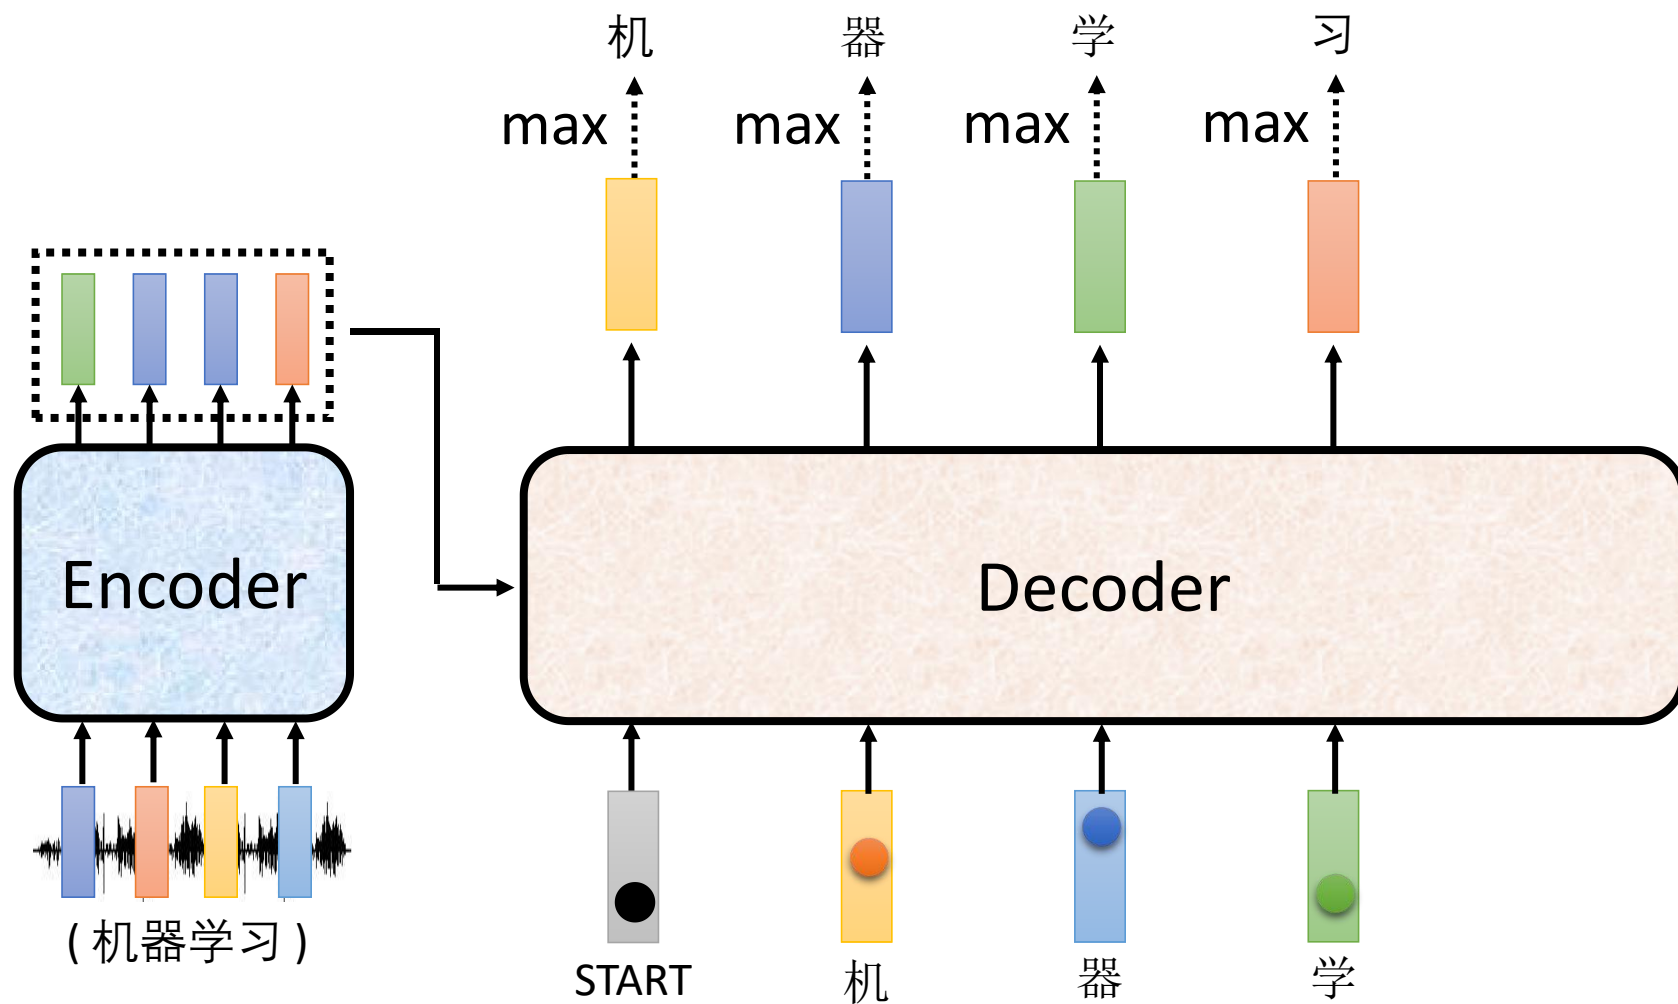 机 器 学 习
max max max max
Encoder
Decoder
( 机器学习 )
START 机 器 学